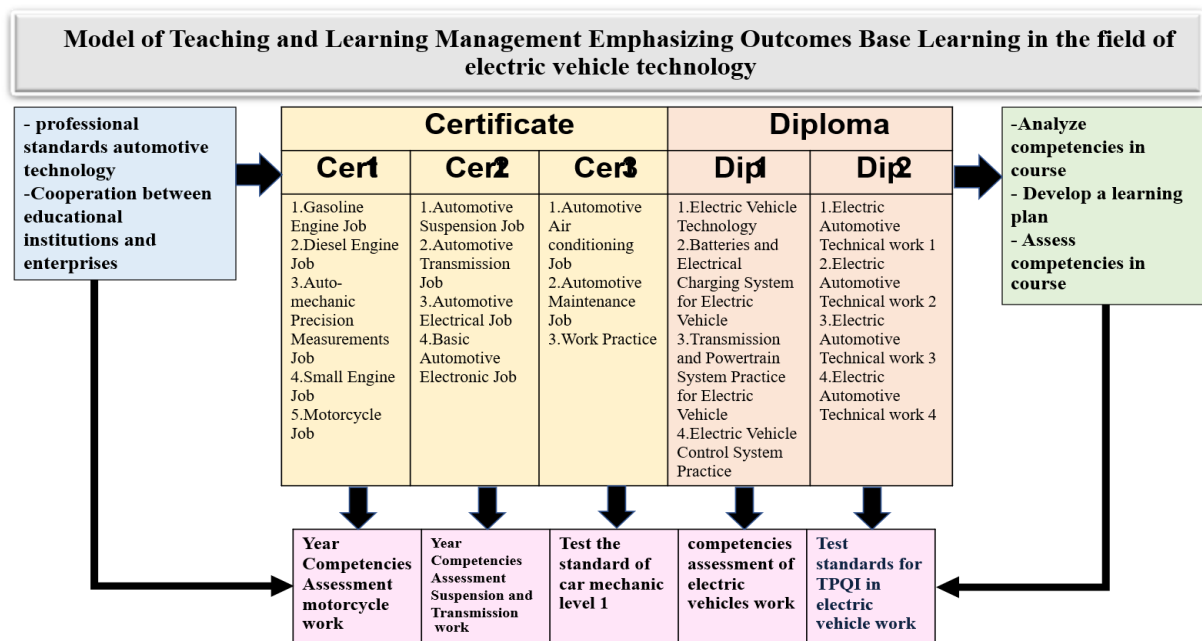 Model of Teaching and Learning Management Emphasizing Outcomes Base Learning in the field of
electric vehicle technology
- professional
standards automotive
technology
-Cooperation between
educational
institutions and
enterprises
Certificate
Diploma
Cert1
Cert2
Cert3
Dip1
Dip2
1.Gasoline
Engine Job
2.Diesel Engine
Job
3.Auto-
mechanic
Precision
Measurements
Job
4.Small Engine
Job
5.Motorcycle
Job
1.Automotive
Suspension Job
2.Automotive
Transmission
Job
3.Automotive
Electrical Job
4.Basic
Automotive
Electronic Job
1.Automotive
Air
conditioning
Job
2.Automotive
Maintenance
Job
3.Work Practice
1.Electric Vehicle
Technology
2.Batteries and
Electrical
Charging System
for Electric
Vehicle
3.Transmission
and Powertrain
System Practice
for Electric
Vehicle
4.Electric Vehicle
Control System
Practice
1.Electric
Automotive
Technical work 1
2.Electric
Automotive
Technical work 2
3.Electric
Automotive
Technical work 3
4.Electric
Automotive
Technical work 4
-Analyze
competencies in
course
- Develop a learning
plan
- Assess
competencies in
course
Year
Competencies
Assessment
motorcycle
work
Year
Competencies
Assessment
Suspension and
Transmission
work
Test the
standard of
car mechanic
level 1
competencies
assessment of
electric
vehicles work
Test
standards for
TPQI in
electric
vehicle work